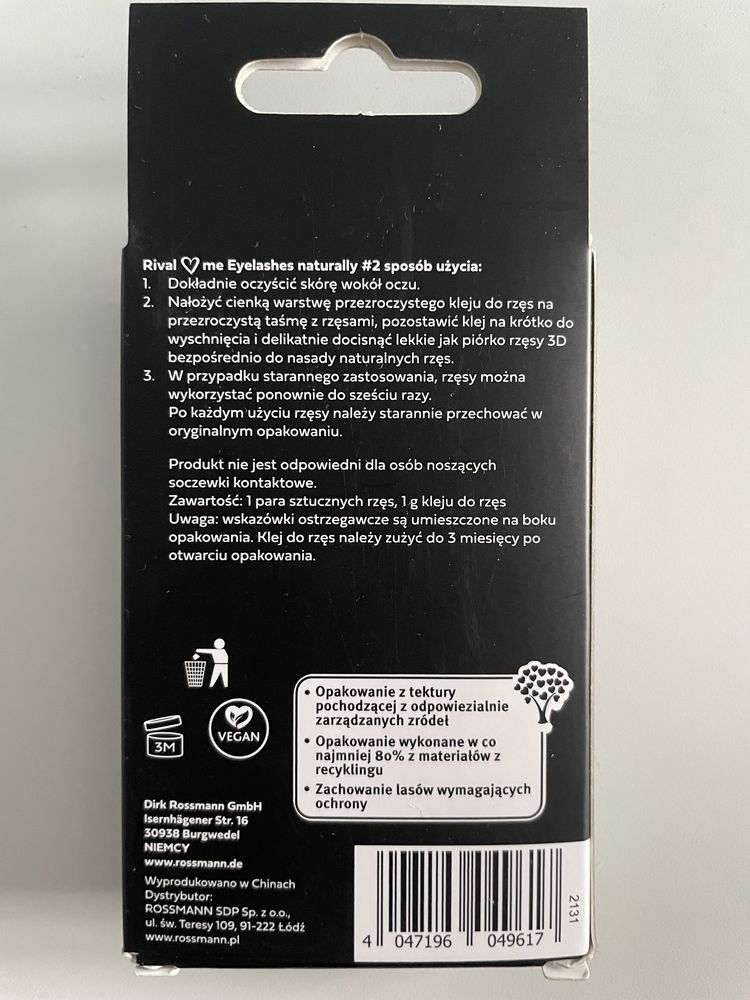 Rival ♡ me Eyelashes naturally #2 sposób użycia:
1. Dokładnie oczyścić skórę wokół oczu.
2. Nałożyć cienką warstwę przezroczystego kleju do rzęs na
przezroczystą taśmę z rzęsami, pozostawić klej na krótko do
wyschnięcia i delikatnie docisnąć lekkie jak piórko rzęsy 3D
bezpośrednio do nasady naturalnych rzęs.
3. W przypadku starannego zastosowania, rzęsy można
wykorzystać ponownie do sześciu razy.
Po każdym użyciu rzęsy należy starannie przechować w
oryginalnym opakowaniu.
Produkt nie jest odpowiedni dla osób noszących
soczewki kontaktowe.
Zawartość: 1 para sztucznych rzęs, 1 g kleju do rzęs
Uwaga: wskazówki ostrzegawcze są umieszczone na boku
opakowania. Klej do rzęs należy zużyć do 3 miesięcy po
otwarciu opakowania.
3M
VEGAN
• Opakowanie z tektury
pochodzącej z odpowiezialnie
zarządzanych zródeł
• Opakowanie wykonane w co
najmniej 80% z materiałów z
recyklingu
• Zachowanie lasów wymagających
ochrony
Dirk Rossmann GmbH
Isernhägener Str. 16
30938 Burgwedel
NIEMCY
www.rossmann.de
Wyprodukowano w Chinach
Dystrybutor:
ROSSMANN SDP Sp. z o.o.,
ul. św. Teresy 109, 91-222 Łódź
www.rossmann.pl
4 047196 049617
2131